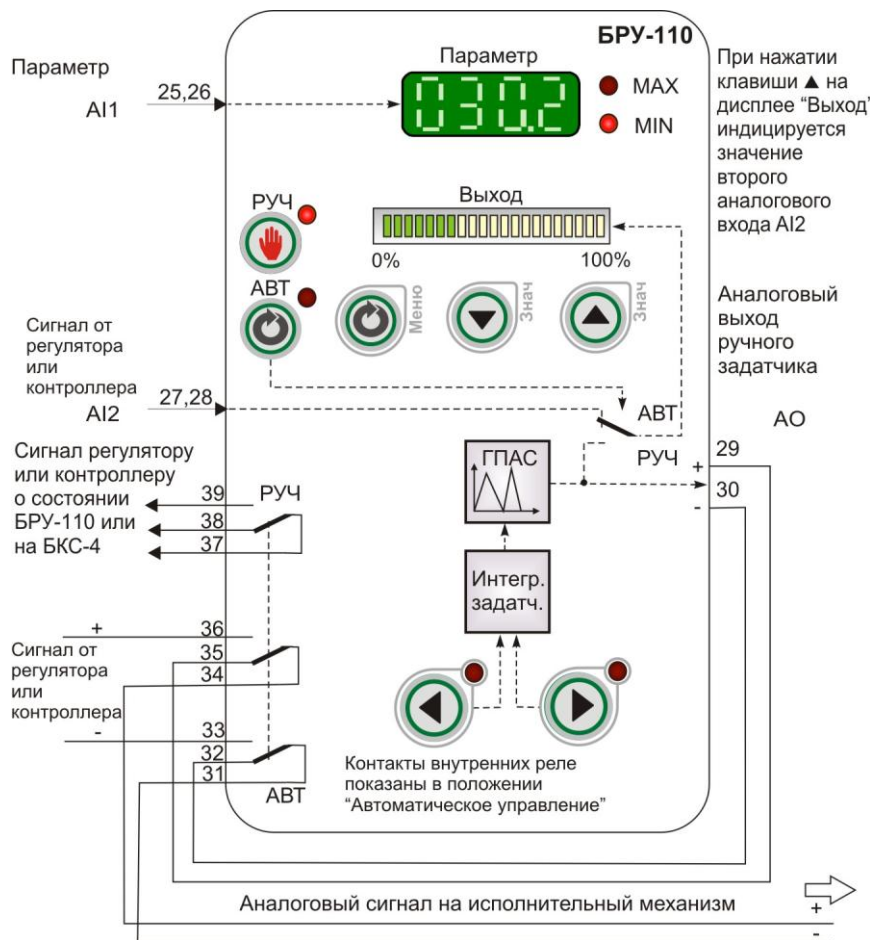 БРУ-110
Параметр
Параметр
AI1
25,26
030.2
MAX
MIN
При нажатии
клавиши ▲ на
дисплее “Выход”
индицируется
значение
второго
аналогового
входа AI2
РУЧ
Выход
0%
100%
АВТ
Меню
Знач
Знач
Аналоговый
выход
ручного
задатчика
Сигнал от
регулятора
или
контроллера
AI2
27,28
АВТ
РУЧ
AO
29
+
30
-
ГПАС
Сигнал регулятору
или контроллеру
о состоянии
БРУ-110 или
на БКС-4
39
38
37
РУЧ
Интегр.
задатч.
+
36
35
34
Сигнал от
регулятора
или
контроллера
-
33
32
31
АВТ
Контакты внутренних реле
показаны в положении
“Автоматическое управление”
Аналоговый сигнал на исполнительный механизм
+
-